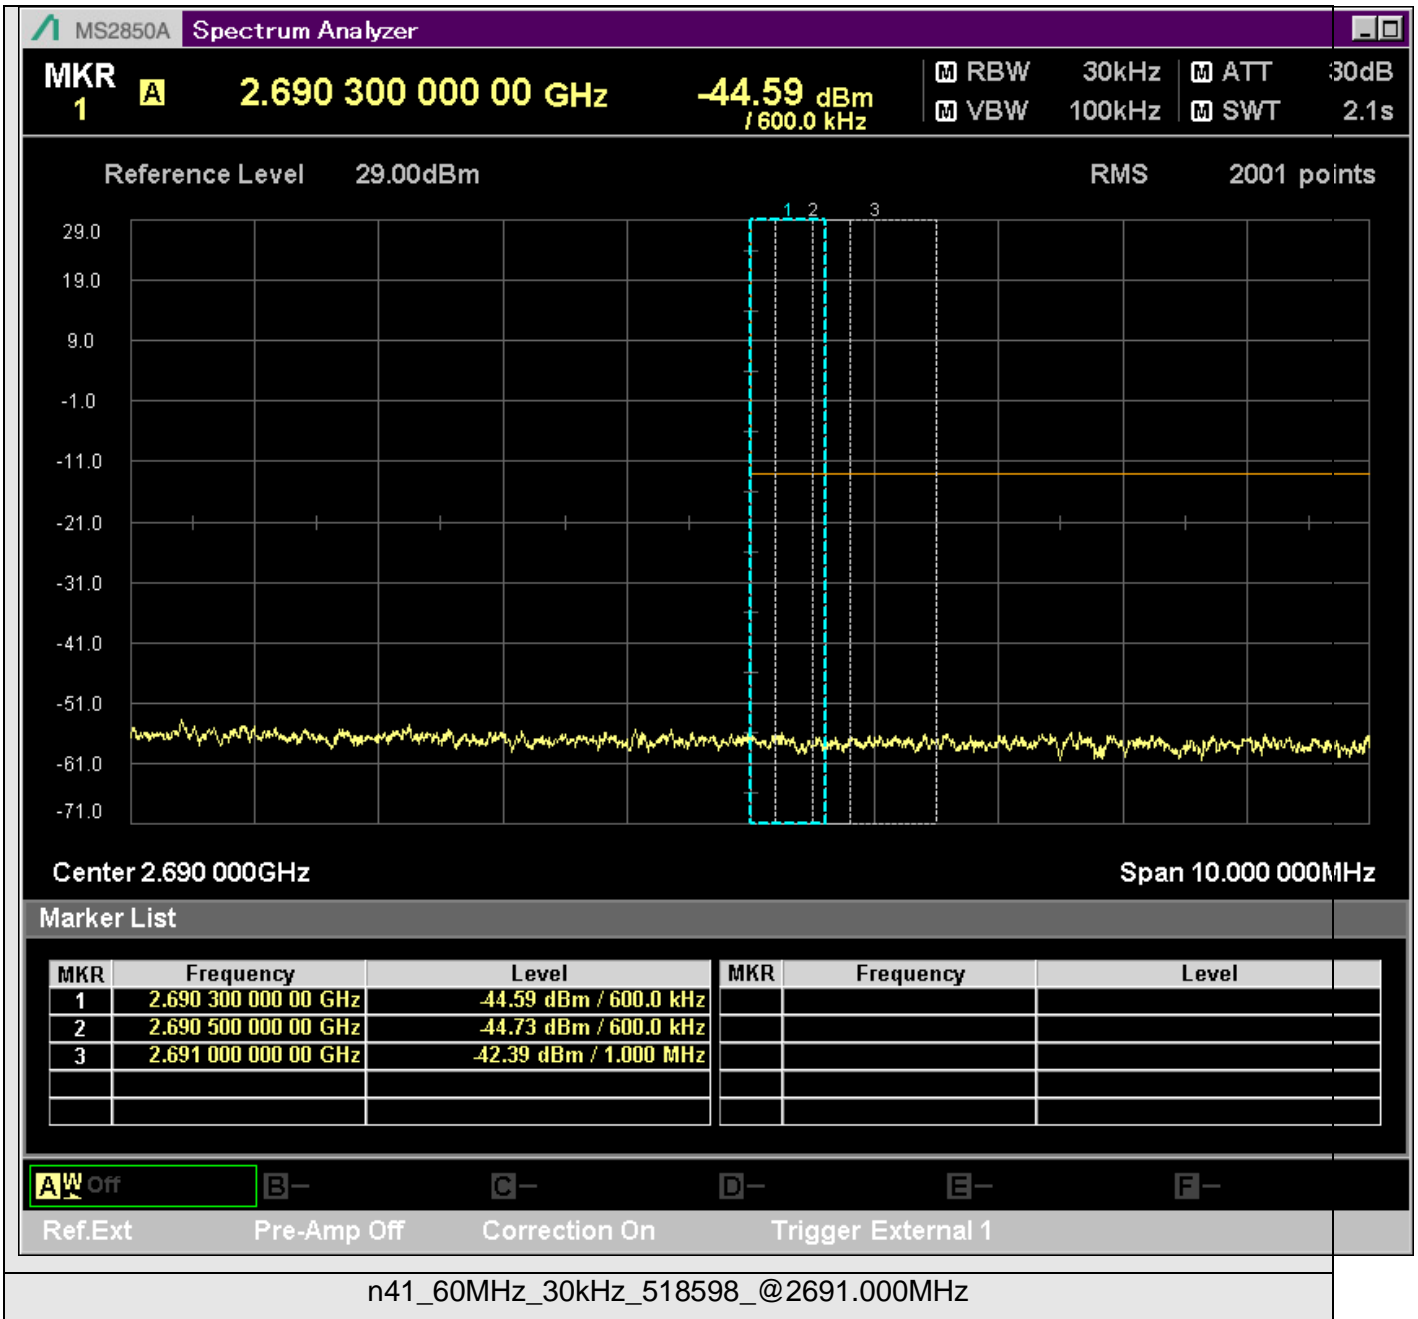 MS2850A Spectrum Analyzer
MKR 1 A 2.690 300 000 00 GHz -44.59 dBm / 600.0 kHz
M RBW 30kHz M ATT 30dB
M VBW 100kHz M SWT 2.1s
Reference Level 29.00dBm RMS 2001 points
1 2 3
29.0
19.0
9.0
-1.0
-11.0
-21.0
-31.0
-41.0
-51.0
-61.0
-71.0
Center 2.690 000GHz Span 10.000 000MHz
Marker List
MKR Frequency Level MKR Frequency Level
1 2.690 300 000 00 GHz -44.59 dBm / 600.0 kHz
2 2.690 500 000 00 GHz -44.73 dBm / 600.0 kHz
3 2.691 000 000 00 GHz -42.39 dBm / 1.000 MHz
A W Off B C D E F
Ref.Ext Pre-Amp Off Correction On Trigger External 1
n41_60MHz_30kHz_518598_@2691.000MHz